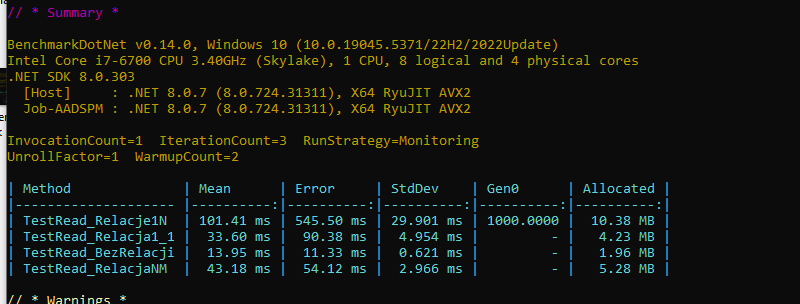 // * Summary *
BenchmarkDotNet v0.14.0, Windows 10 (10.0.19045.5371/22H2/2022Update)
Intel Core i7-6700 CPU 3.40GHz (Skylake), 1 CPU, 8 logical and 4 physical cores
.NET SDK 8.0.303
[Host] : .NET 8.0.7 (8.0.724.31311), X64 RyuJIT AVX2
Job-AADSPM : .NET 8.0.7 (8.0.724.31311), X64 RyuJIT AVX2
InvocationCount=1 IterationCount=3 RunStrategy=Monitoring
UnrollFactor=1 WarmupCount=2
| Method | Mean | Error | StdDev | Gen0 | Allocated |
|--------------------- |----------:|----------:|----------:|----------:|----------:|
| TestRead_Relacje1N | 101.41 ms | 545.50 ms | 29.901 ms | 1000.0000 | 10.38 MB |
| TestRead_Relacja1_1 | 33.60 ms | 90.38 ms | 4.954 ms | - | 4.23 MB |
| TestRead_BezRelacji | 13.95 ms | 11.33 ms | 0.621 ms | - | 1.96 MB |
| TestRead_RelacjaNM | 43.18 ms | 54.12 ms | 2.966 ms | - | 5.28 MB |
// * Warnings *